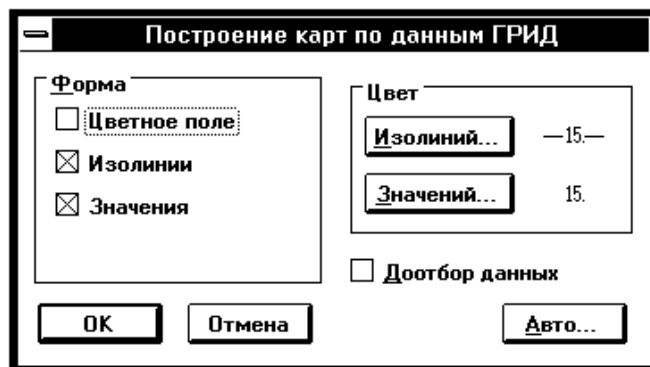 Построение карт по данным ГРИД
Форма
Цветное поле
Изолинии
Значения
Цвет
Изолиний... —15.—
Значений... 15.
Доотбор данных
OK Отмена Авто...